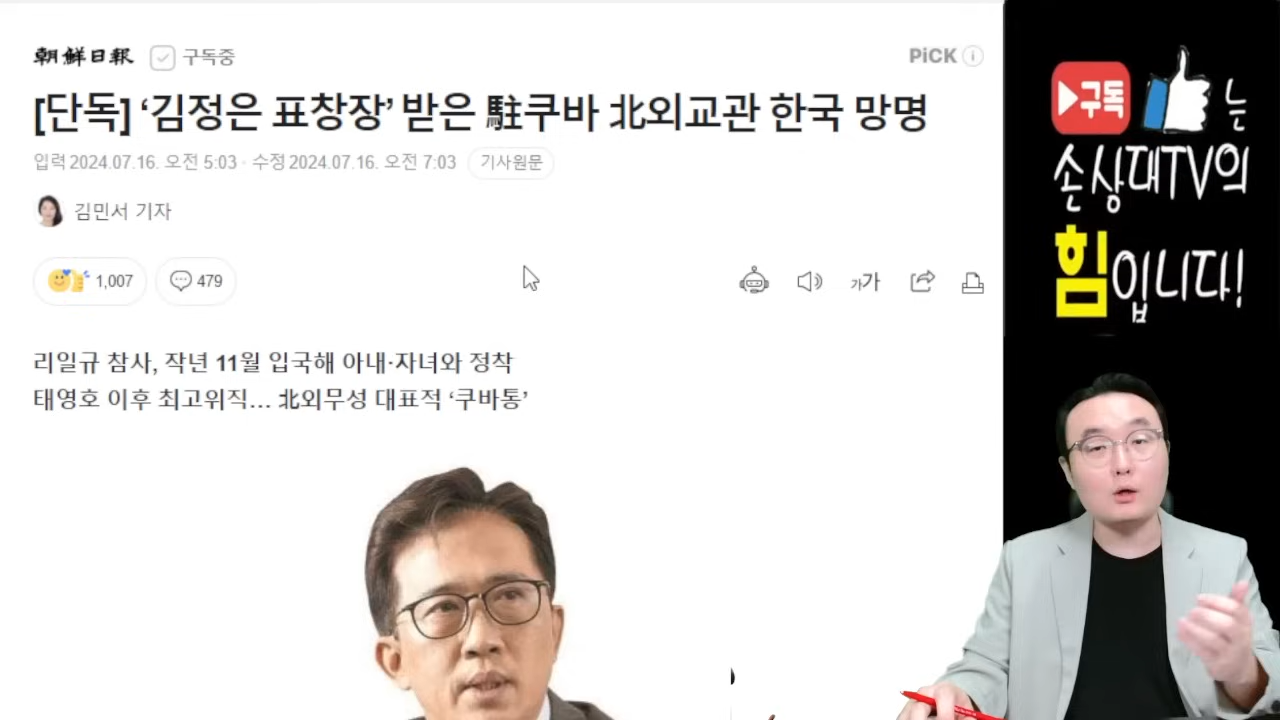 朝鮮日報 구독중
PiCK
[단독] ‘김정은 표창장’ 받은 駐쿠바 北외교관 한국 망명
입력 2024.07.16. 오전 5:03 · 수정 2024.07.16. 오전 7:03 기사원문
김민서 기자
1,007 479
가가
리일규 참사, 작년 11월 입국해 아내·자녀와 정착
태영호 이후 최고위직... 北외무성 대표적 ‘쿠바통’
구독 는
손상대TV의
힘입니다!